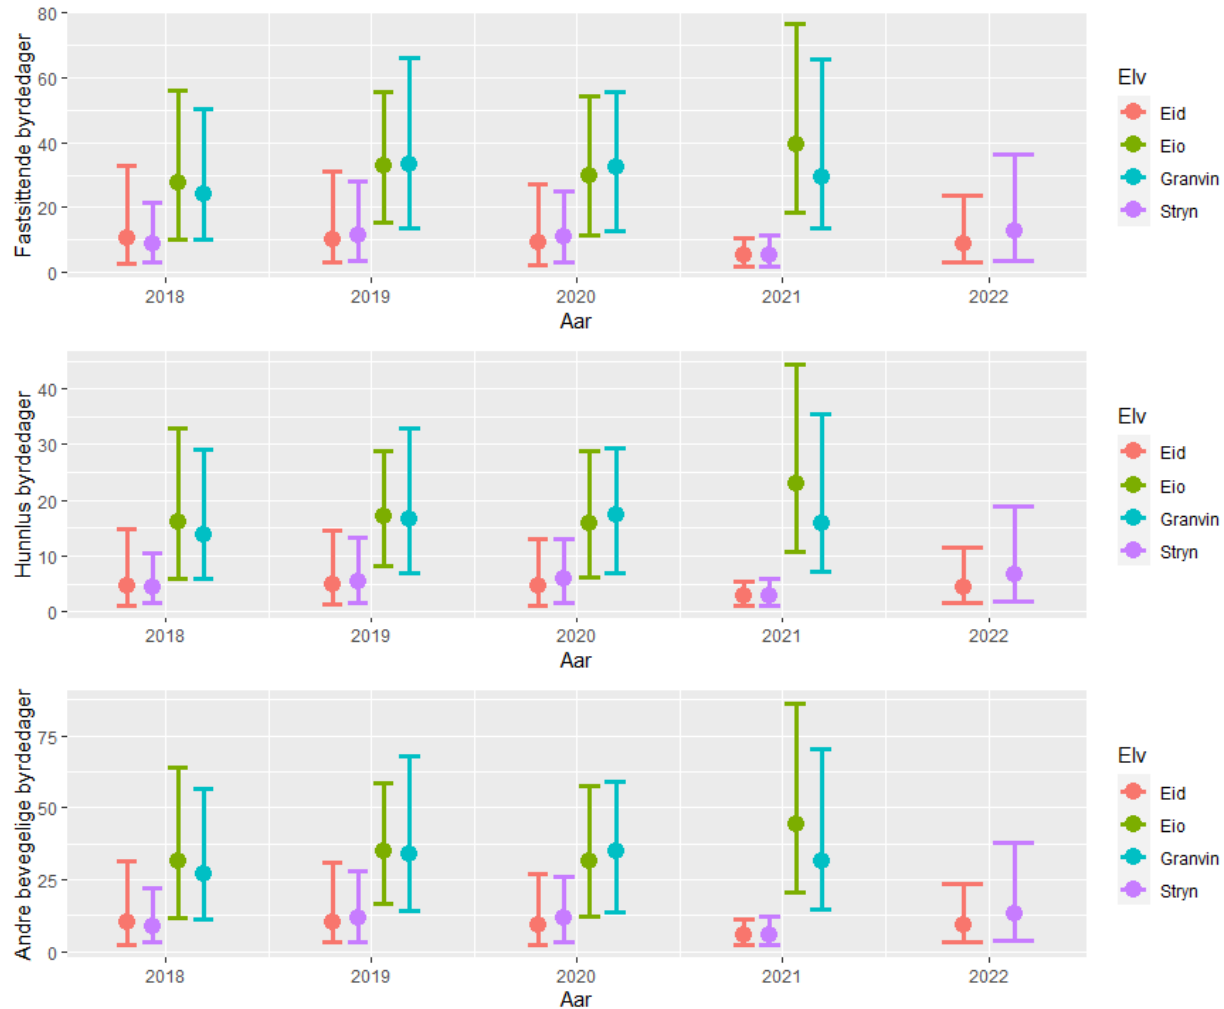 Fastsittende byrdedager
80
60
40
20
0
2018 2019 2020 2021 2022
Aar
Elv
Eid
Eio
Granvin
Stryn
Hunnlus byrdedager
40
30
20
10
0
2018 2019 2020 2021 2022
Aar
Elv
Eid
Eio
Granvin
Stryn
Andre bevegelige byrdedager
75
50
25
0
2018 2019 2020 2021 2022
Aar
Elv
Eid
Eio
Granvin
Stryn